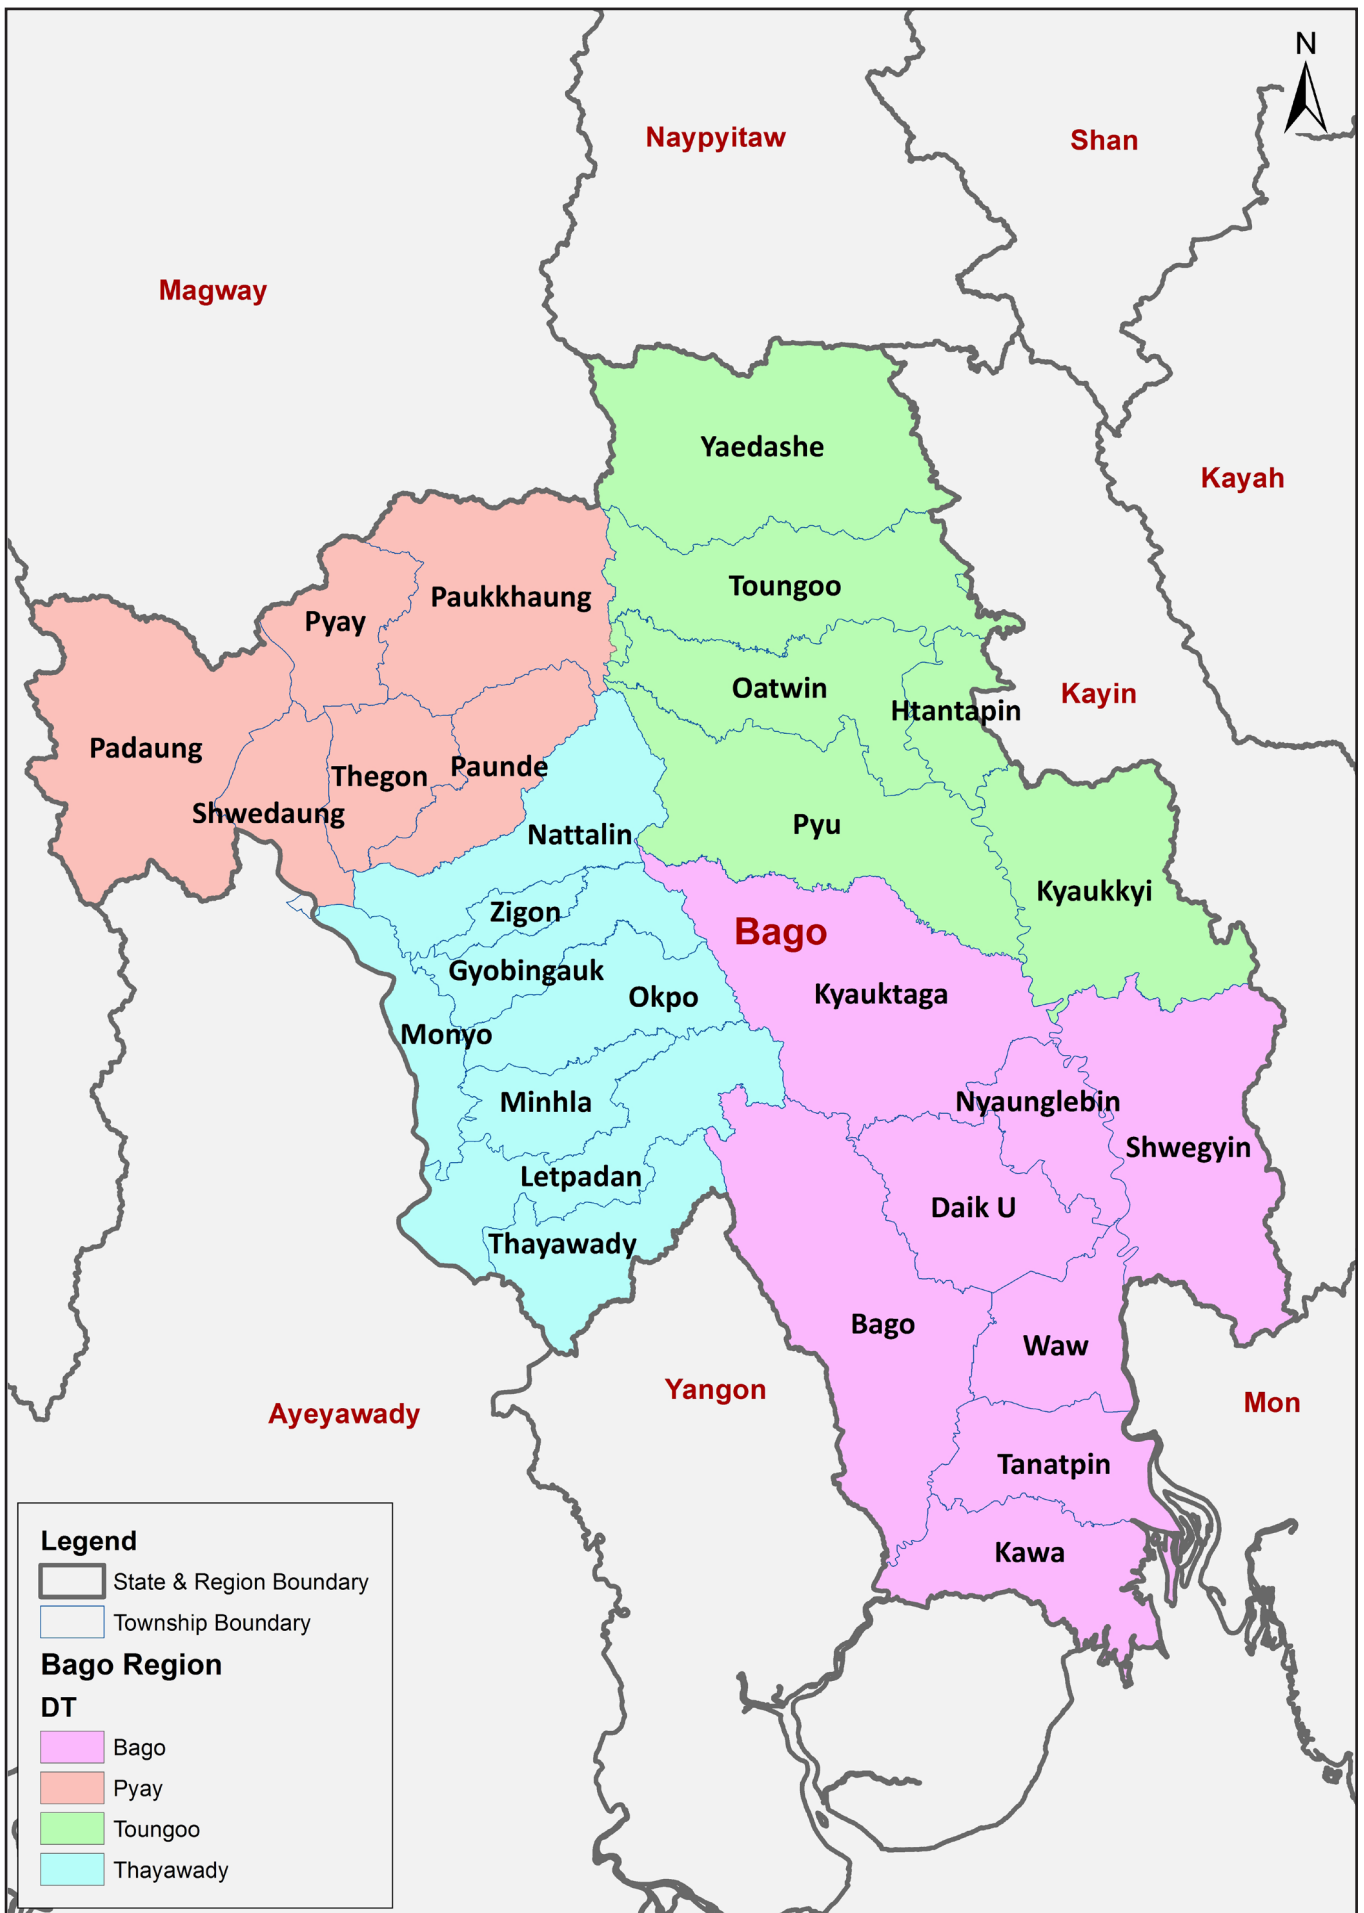 N
Naypyitaw
Shan
Magway
Yaedashe
Kayah
Toungoo
Paukkhaung
Pyay
Oatwin
Kayin
Htantapin
Padaung
Paunde
Thegon
Shwedaung
Pyu
Nattalin
Kyaukkyi
Zigon
Bago
Gyobingauk
Kyauktaga
Okpo
Monyo
Minhla
Nyaunglebin
Shwegyin
Letpadan
Daik U
Thayawady
Bago
Waw
Yangon
Mon
Ayeyawady
Tanatpin
Kawa
Legend
State & Region Boundary
Township Boundary
Bago Region
DT
Bago
Pyay
Toungoo
Thayawady